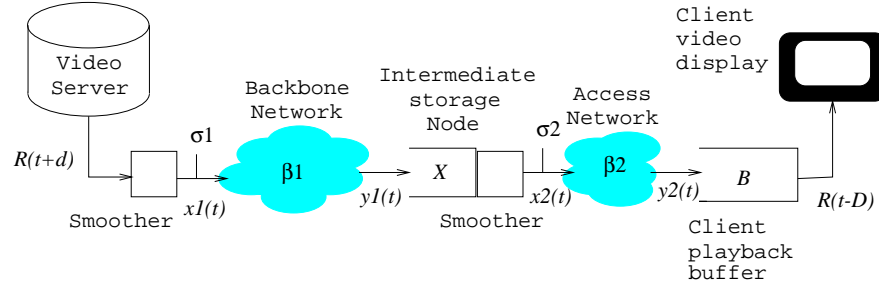 Video
Server
R(t+d)
Smoother
σ1
x1(t)
Backbone
Network
β1
y1(t)
Intermediate
storage
Node
X
Smoother
σ2
x2(t)
Access
Network
β2
y2(t)
B
Client
playback
buffer
R(t-D)
Client
video
display